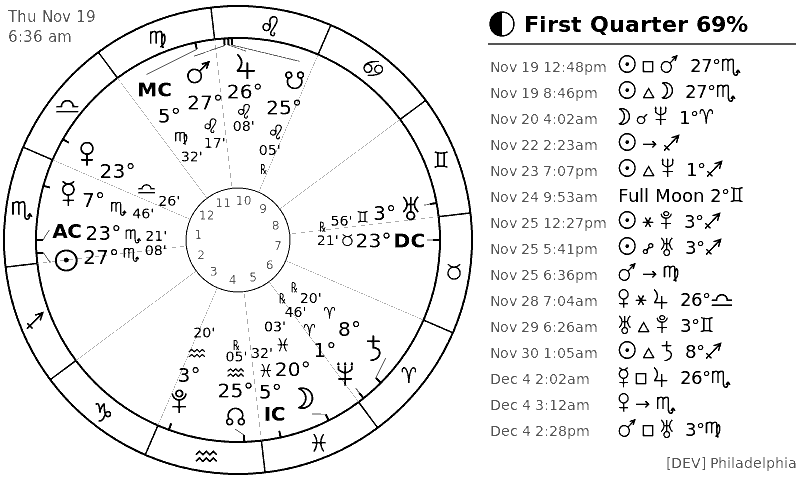 Thu Nov 19
6:36 am
First Quarter 69%
Nov 19 12:48pm ☉ □ ♂ 27°♏
Nov 19 8:46pm ☉ △ ☽ 27°♏
Nov 20 4:02am ☽ ☌ ♆ 1°♈
Nov 22 2:23am ☉ → ♐
Nov 23 7:07pm ☉ △ ♆ 1°♐
Nov 24 9:53am Full Moon 2°♊
Nov 25 12:27pm ☉ ⚹ ⯓ 3°♐
Nov 25 5:41pm ☉ ☍ ♅ 3°♐
Nov 25 6:36pm ♂ → ♍
Nov 28 7:04am ♀ ⚹ ♃ 26°♎
Nov 29 6:26am ♅ △ ⯓ 3°♊
Nov 30 1:05am ☉ △ ♄ 8°♐
Dec 4 2:02am ☿ □ ♃ 26°♏
Dec 4 3:12am ♀ → ♏
Dec 4 2:28pm ♂ □ ♅ 3°♍
[DEV] Philadelphia
♍ ♌ ♋ ♊ ♉ ♈ ♓ ♒ ♑ ♐ ♏ ♎
MC 5° ♍ 32'
♂ 27° ♌ 17'
♃ 26° ♌ 08'
☋ 25° ♌ 05' ℞
♀ 23° ♎ 26'
☿ 7° ♏ 46'
AC 23° ♏ 21'
☉ 27° ♏ 08'
℞ 56' ♊ 3° ♅
21' ♉ 23° DC
12 11 10 9
1 8
2 7
3 4 5 6
℞ 20' ♈ 8° ♄
℞ 46' ♈ 1° ♆
03' ♓ 20° ☽
32' ♓ 5° IC
℞ 05' ♒ 25° ☊
20' ♒ 3° ⯓